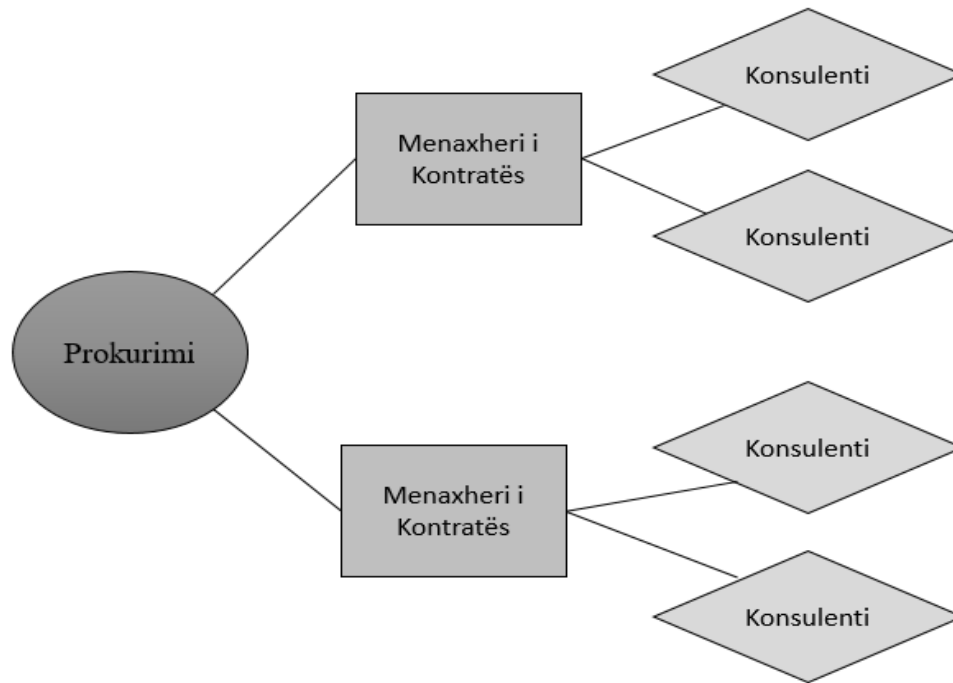 Konsulenti
Menaxheri i
Kontratës
Konsulenti
Prokurimi
Konsulenti
Menaxheri i
Kontratës
Konsulenti